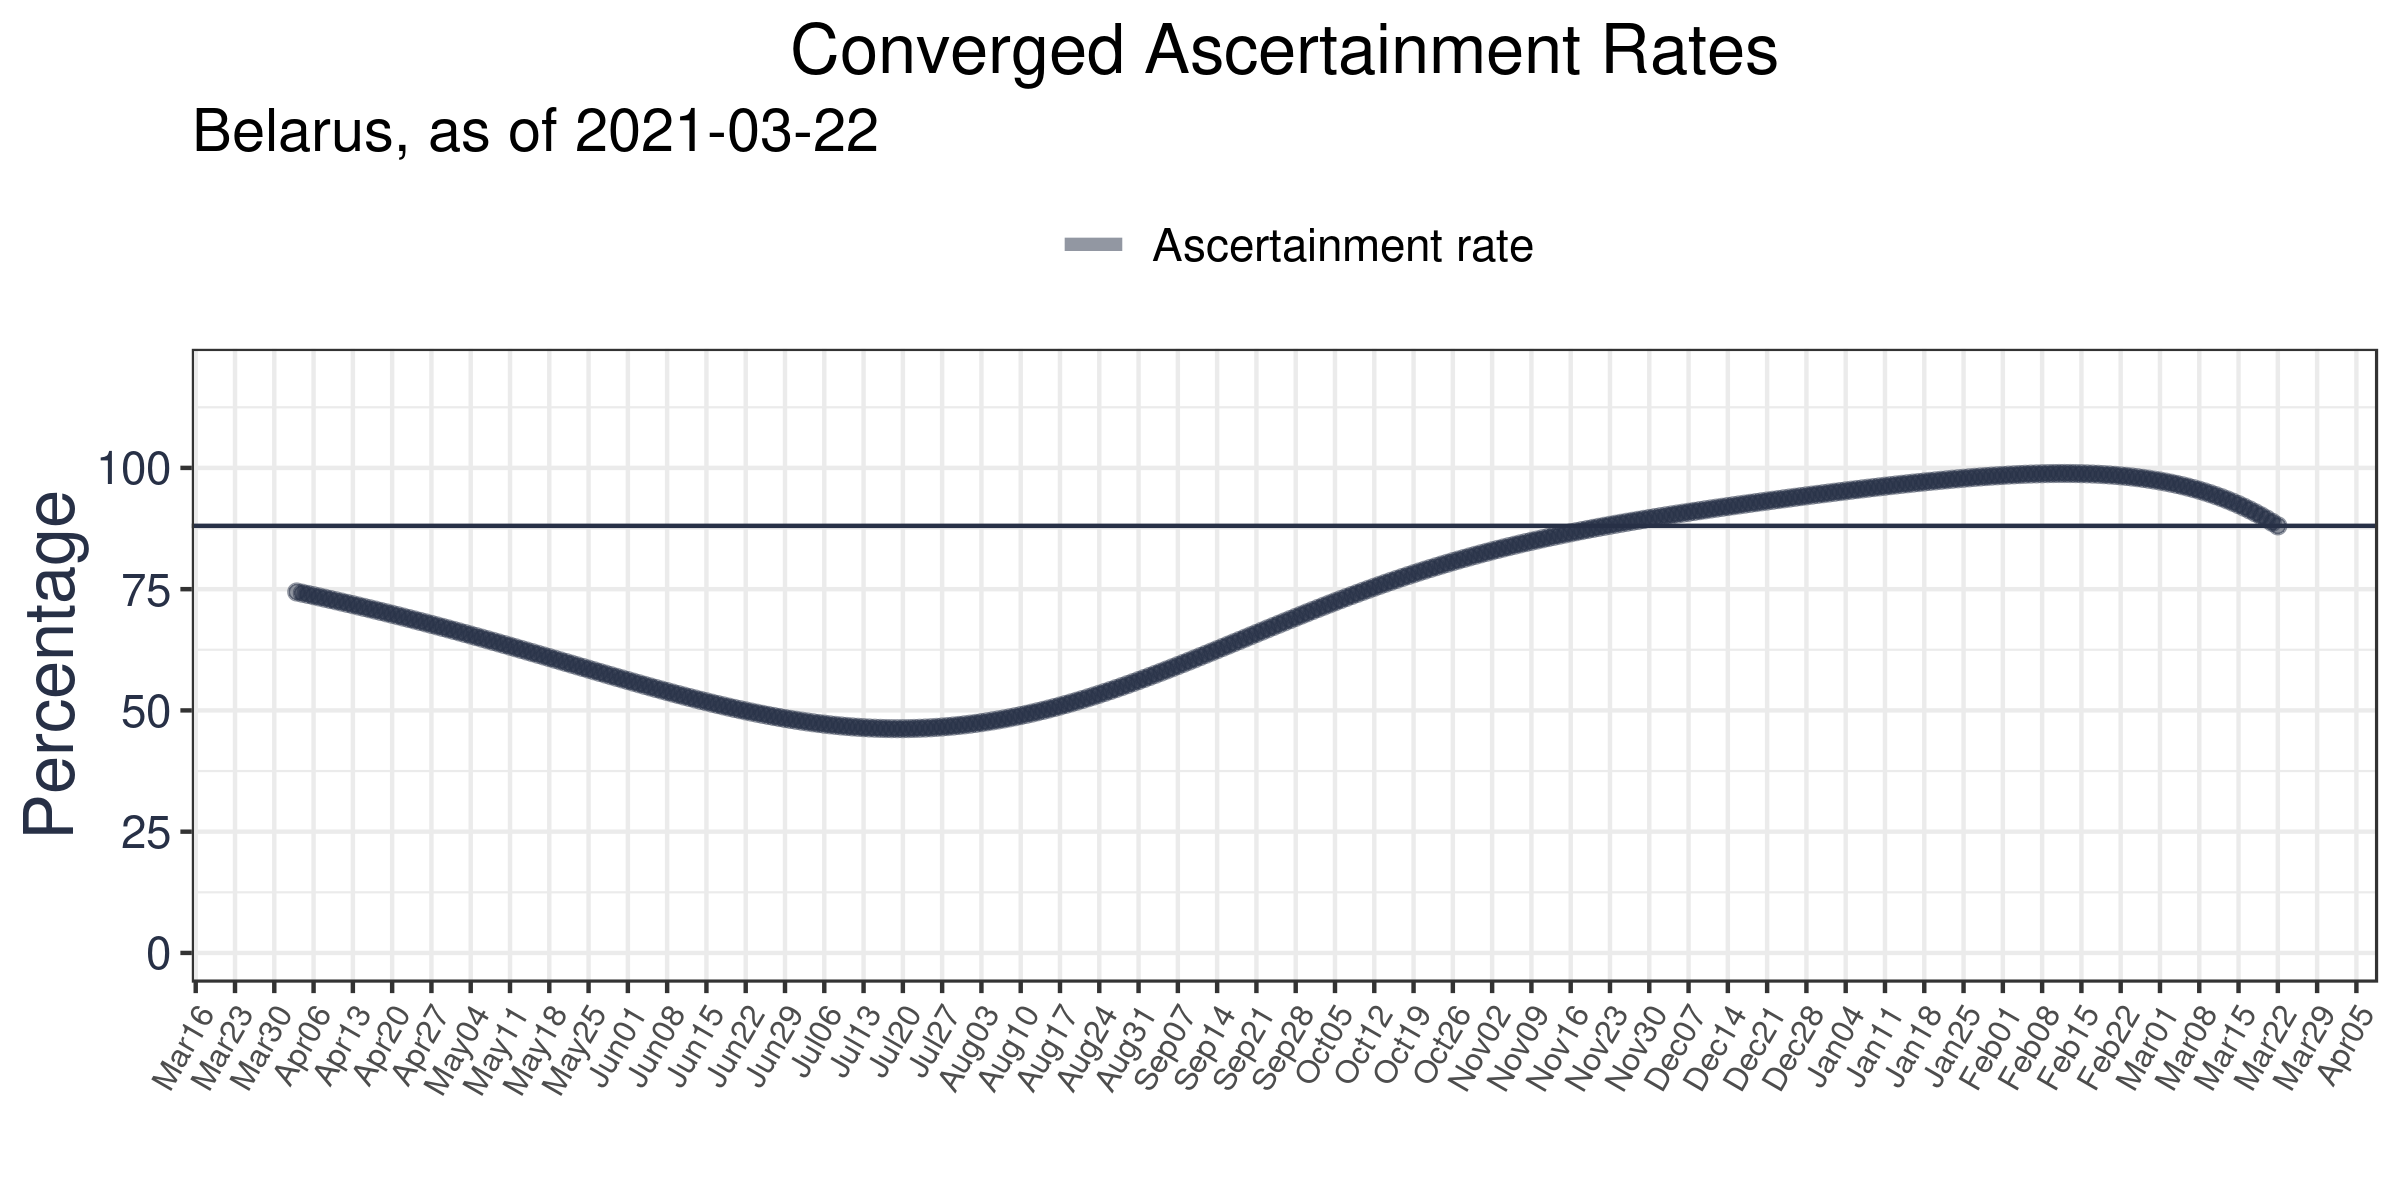 Converged Ascertainment Rates
Belarus, as of 2021-03-22
Ascertainment rate
Percentage
100
75
50
25
0
Mar16 Mar23 Mar30 Apr06 Apr13 Apr20 Apr27 May04 May11 May18 May25 Jun01 Jun08 Jun15 Jun22 Jun29 Jul06 Jul13 Jul20 Jul27 Aug03 Aug10 Aug17 Aug24 Aug31 Sep07 Sep14 Sep21 Sep28 Oct05 Oct12 Oct19 Oct26 Nov02 Nov09 Nov16 Nov23 Nov30 Dec07 Dec14 Dec21 Dec28 Jan04 Jan11 Jan18 Jan25 Feb01 Feb08 Feb15 Feb22 Mar01 Mar08 Mar15 Mar22 Mar29 Apr05